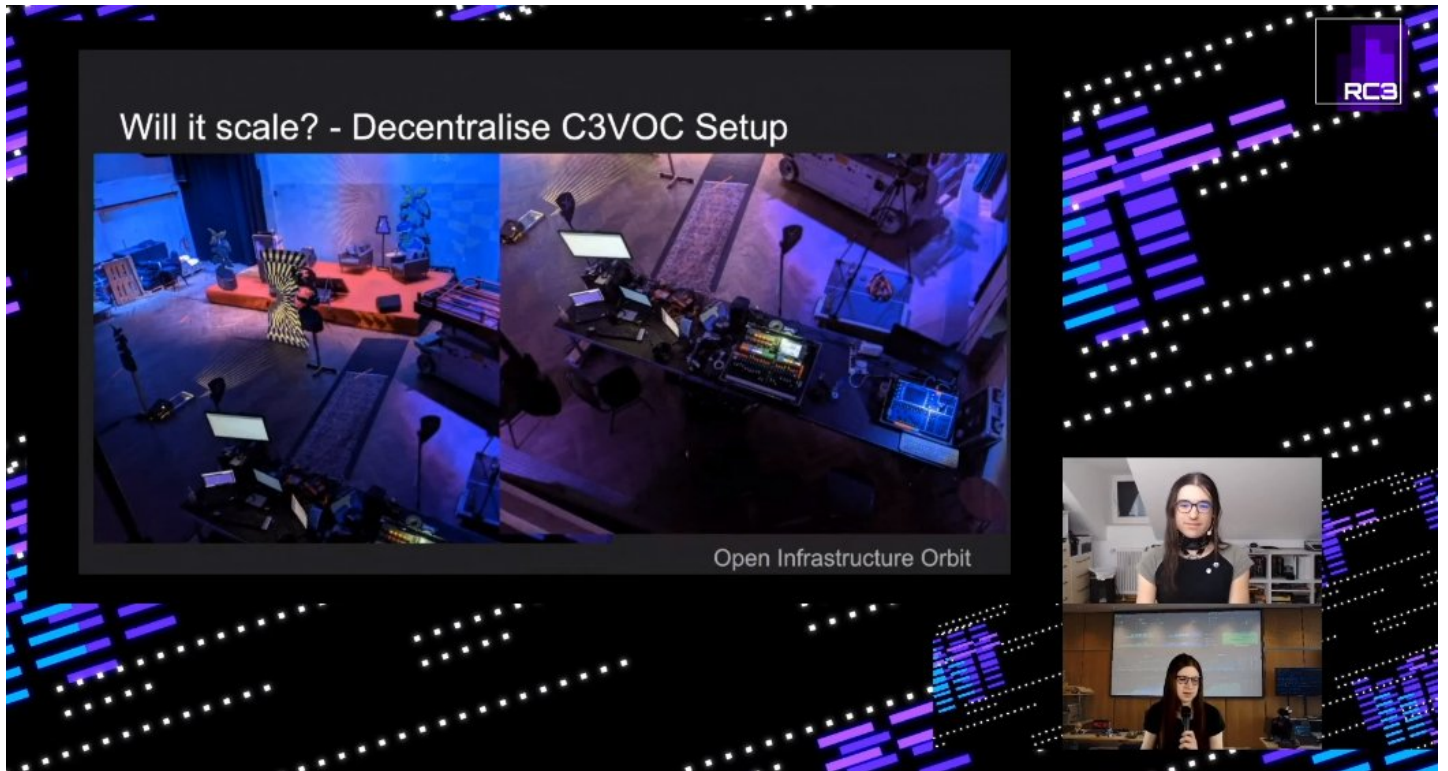 RC3
Will it scale? - Decentralise C3VOC Setup
Open Infrastructure Orbit